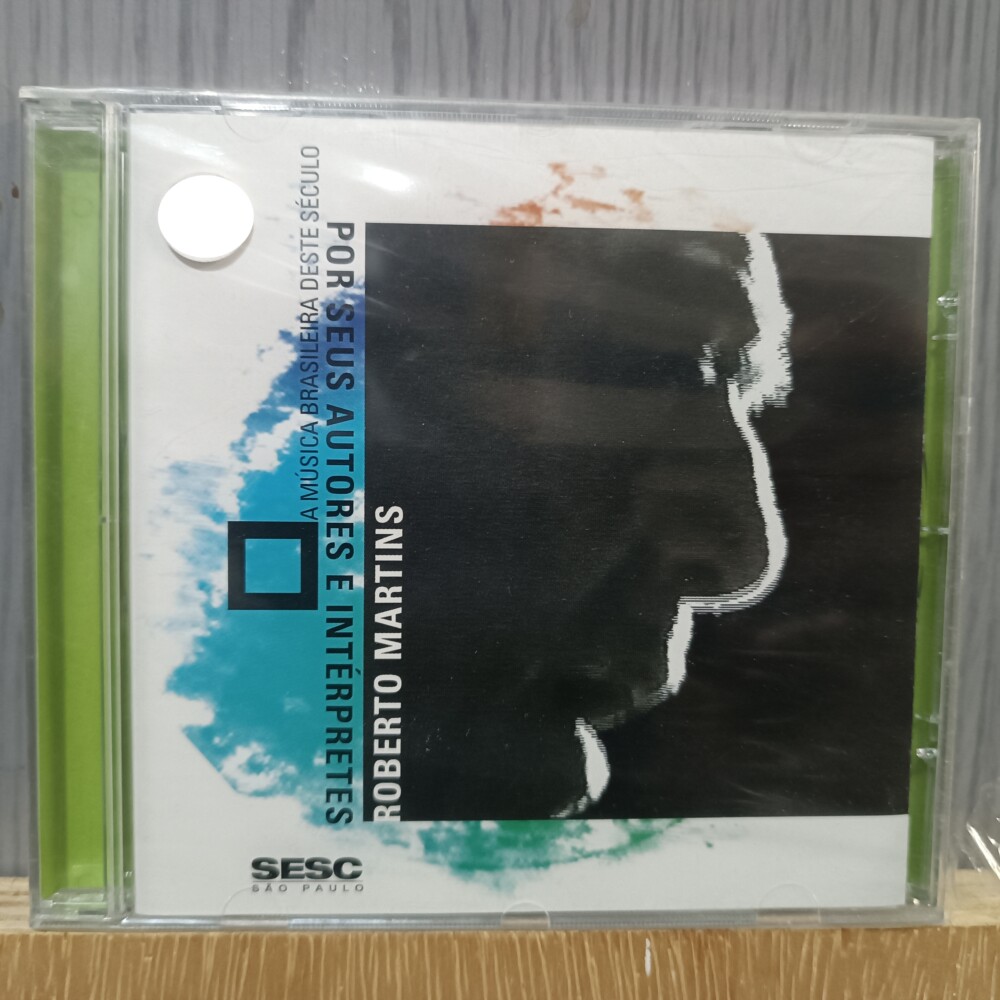 A MÚSICA BRASILEIRA DESTE SÉCULO
POR SEUS AUTORES E INTÉRPRETES
ROBERTO MARTINS
SESC
SÃO PAULO